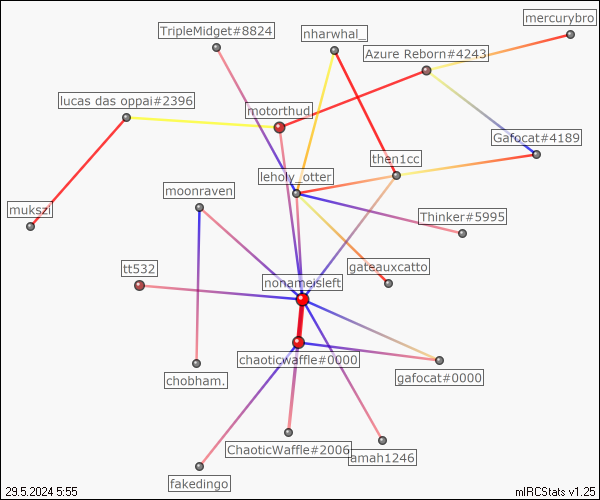 mercurybro
TripleMidget#8824
nharwhal_
Azure Reborn#4243
lucas das oppai#2396
motorthud
Gafocat#4189
then1cc
leholy_otter
moonraven
mukszi
Thinker#5995
tt532
gateauxcatto
nonameisleft
chaoticwaffle#0000
chobham.
gafocat#0000
ChaoticWaffle#2006
amah1246
fakedingo
29.5.2024 5:55
mIRCStats v1.25